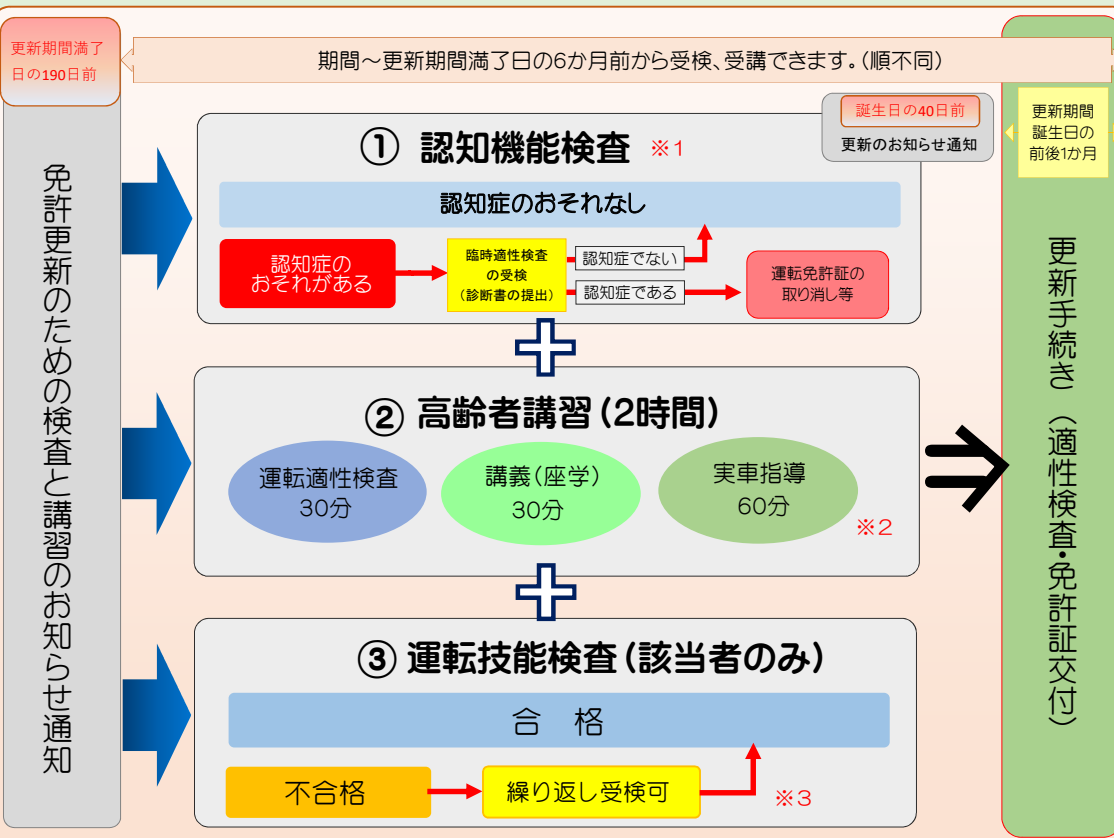 更新期間満了
日の190日前
期間～更新期間満了日の6か月前から受検、受講できます。(順不同)
免許更新のための検査と講習のお知らせ通知
① 認知機能検査 ※1
誕生日の40日前
更新のお知らせ通知
更新期間
誕生日の
前後1か月
認知症のおそれなし
認知症の
おそれがある
臨時適性検査
の受検
(診断書の提出)
認知症でない
認知症である
運転免許証の
取り消し等
② 高齢者講習(2時間)
運転適性検査
30分
講義(座学)
30分
実車指導
60分
※2
③ 運転技能検査(該当者のみ)
合 格
不合格
繰り返し受検可
※3
更新手続き (適性検査・免許証交付)